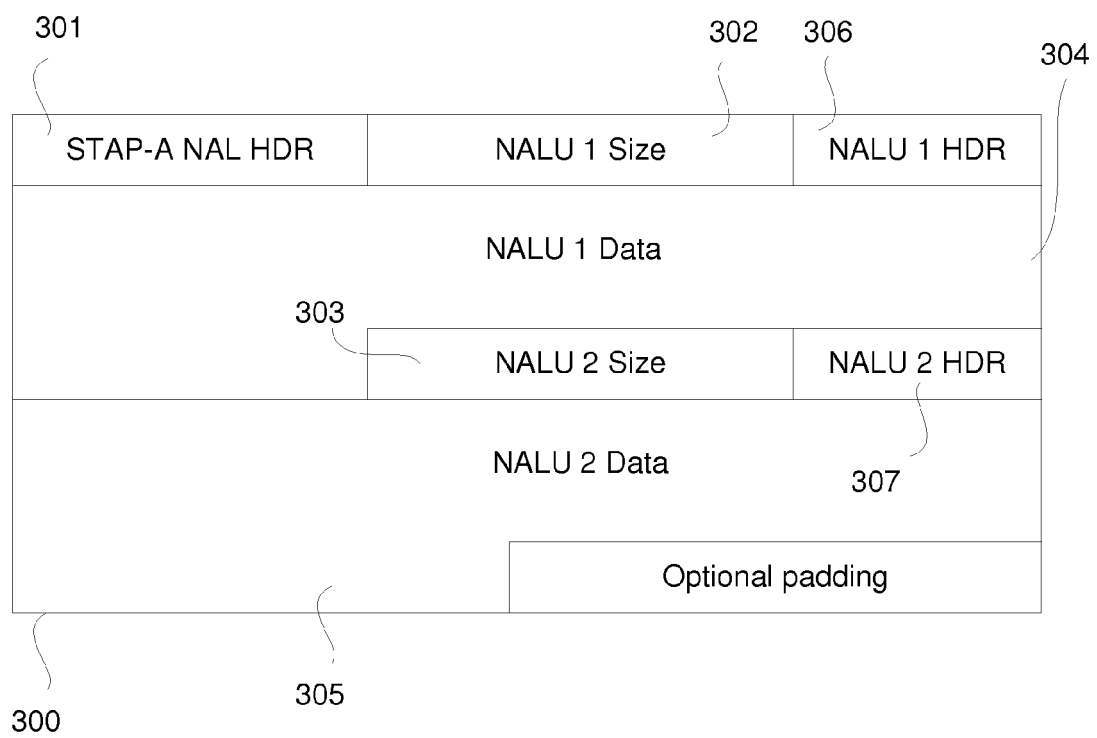 301
302
306
304
STAP-A NAL HDR
NALU 1 Size
NALU 1 HDR
NALU 1 Data
303
NALU 2 Size
NALU 2 HDR
NALU 2 Data
307
Optional padding
305
300